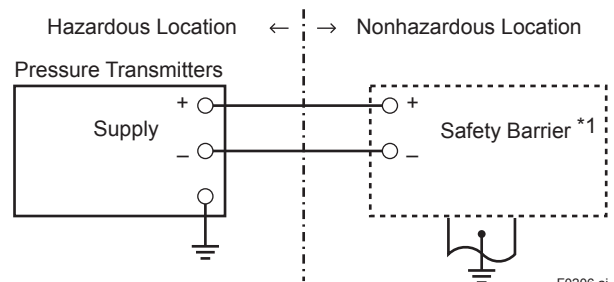 Hazardous Location ← → Nonhazardous Location
Pressure Transmitters
+ +
Supply Safety Barrier *1
– –